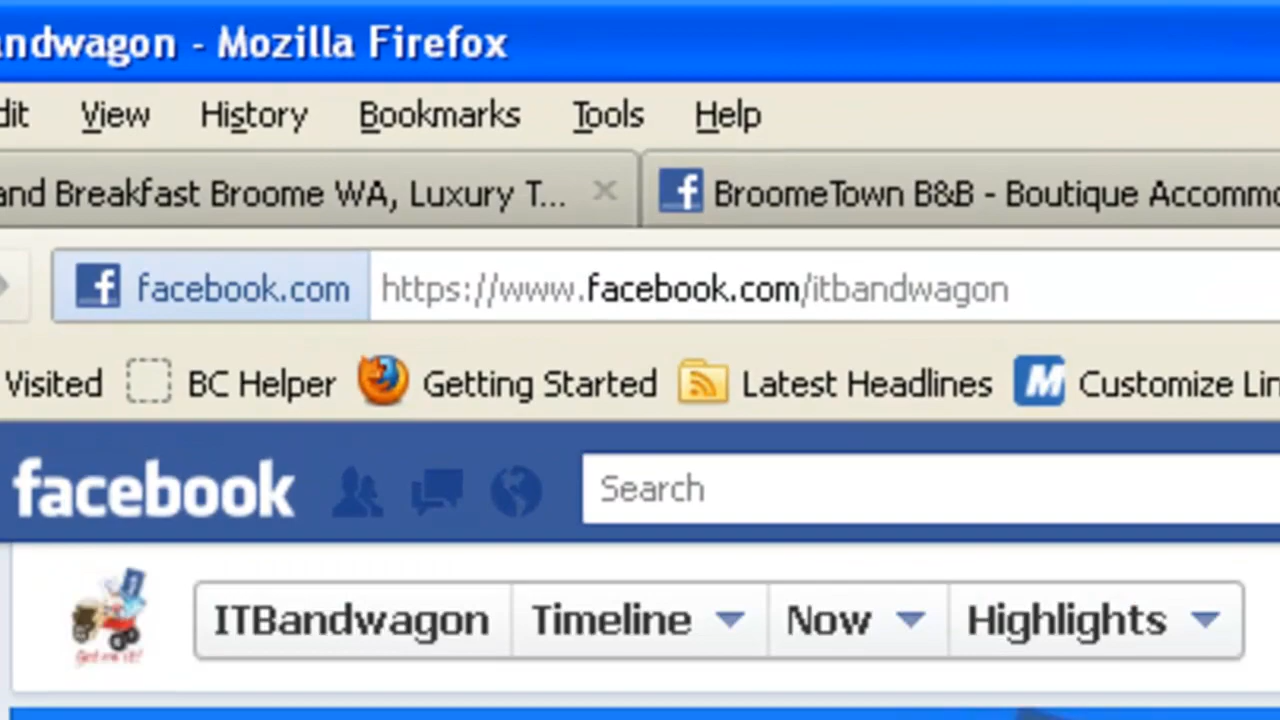 andwagon - Mozilla Firefox
dit View History Bookmarks Tools Help
and Breakfast Broome WA, Luxury T... BroomeTown B&B - Boutique Accommo
facebook.com https://www.facebook.com/itbandwagon
Visited BC Helper Getting Started Latest Headlines Customize Lin
facebook Search
ITBandwagon Timeline Now Highlights